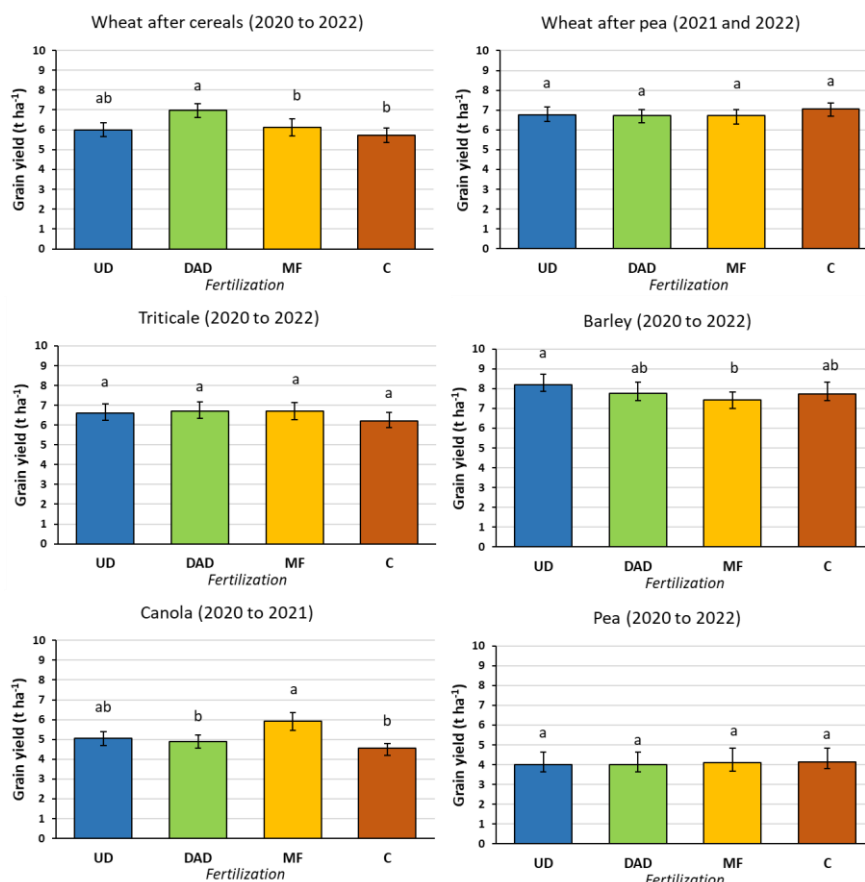 Wheat after cereals (2020 to 2022)
Grain yield (t ha⁻¹)
10
9
8
7
6
5
4
3
2
1
0
ab
a
b
b
UD DAD MF C
Fertilization
Wheat after pea (2021 and 2022)
Grain yield (t ha⁻¹)
10
9
8
7
6
5
4
3
2
1
0
a
a
a
a
UD DAD MF C
Fertilization
Triticale (2020 to 2022)
Grain yield (t ha⁻¹)
10
9
8
7
6
5
4
3
2
1
0
a
a
a
a
UD DAD MF C
Fertilization
Barley (2020 to 2022)
Grain yield (t ha⁻¹)
10
9
8
7
6
5
4
3
2
1
0
a
ab
b
ab
UD DAD MF C
Fertilization
Canola (2020 to 2021)
Grain yield (t ha⁻¹)
10
9
8
7
6
5
4
3
2
1
0
ab
b
a
b
UD DAD MF C
Fertilization
Pea (2020 to 2022)
Grain yield (t ha⁻¹)
10
9
8
7
6
5
4
3
2
1
0
a
a
a
a
UD DAD MF C
Fertilization